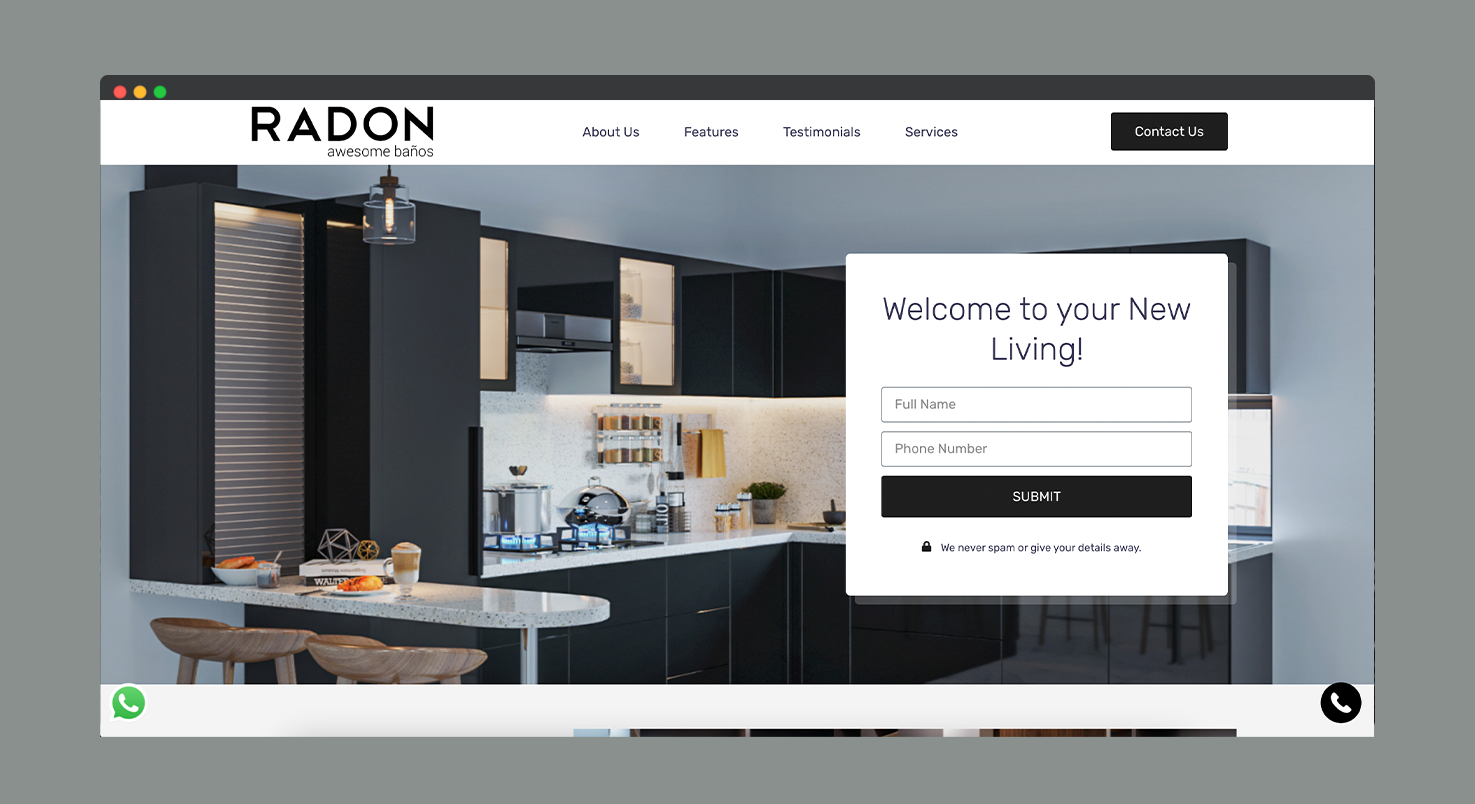 RADON
awesome baños
About Us
Features
Testimonials
Services
Contact Us
Welcome to your New
Living!
Full Name
Phone Number
SUBMIT
We never spam or give your details away.
WALTER